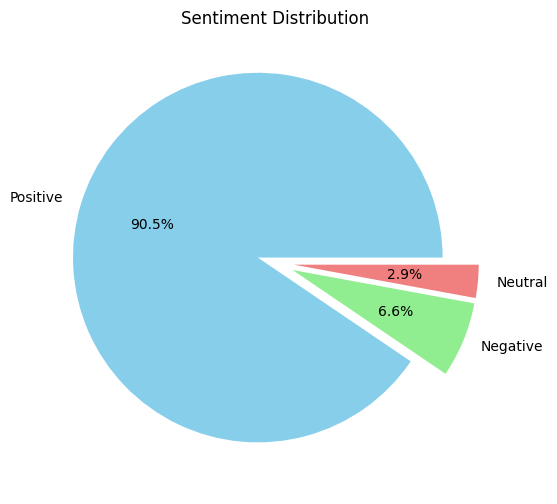 Sentiment Distribution
Positive
90.5%
2.9%
Neutral
6.6%
Negative